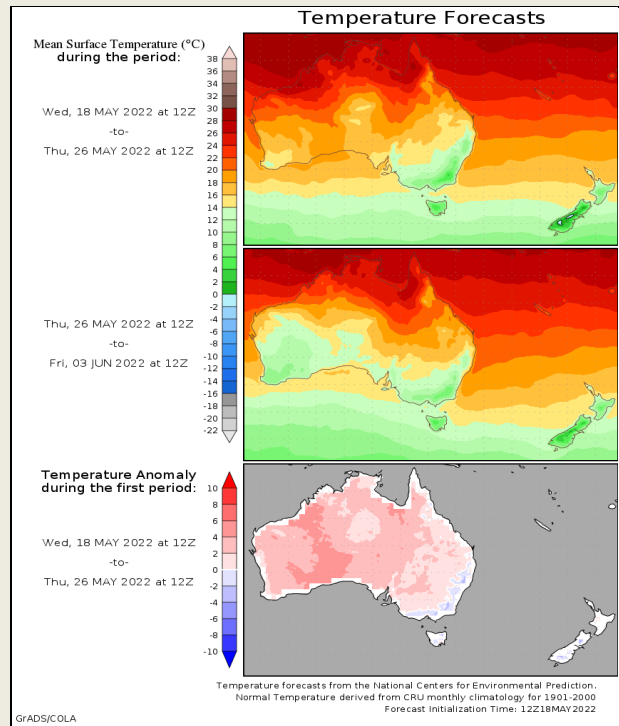 Temperature Forecasts
Mean Surface Temperature (°C)
during the period:
Wed, 18 MAY 2022 at 12Z
-to-
Thu, 26 MAY 2022 at 12Z
38
36
34
32
30
28
26
24
22
20
18
16
14
12
10
8
6
4
2
0
-2
-4
-6
-8
-10
-12
-14
-16
-17
-18
-20
-22
Thu, 26 MAY 2022 at 12Z
-to-
Fri, 03 JUN 2022 at 12Z
Temperature Anomaly
during the first period:
Wed, 18 MAY 2022 at 12Z
-to-
Thu, 26 MAY 2022 at 12Z
10
8
6
4
2
0
-2
-4
-6
-8
-10
Temperature forecasts from the National Centers for Environmental Prediction.
Normal Temperature derived from CRU monthly climatology for 1901-2000
Forecast Initialization Time: 12Z18MAY2022
GrADS/COLA